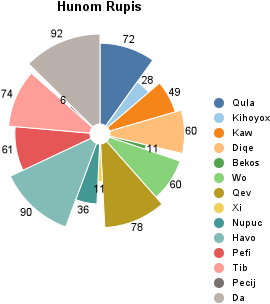 Hunom Rupis
72
28
49
60
11
60
78
11
36
90
61
74
6
92
Qula
Kihoyox
Kaw
Diqe
Bekos
Wo
Qev
Xi
Nupuc
Havo
Pefi
Tib
Pecij
Da